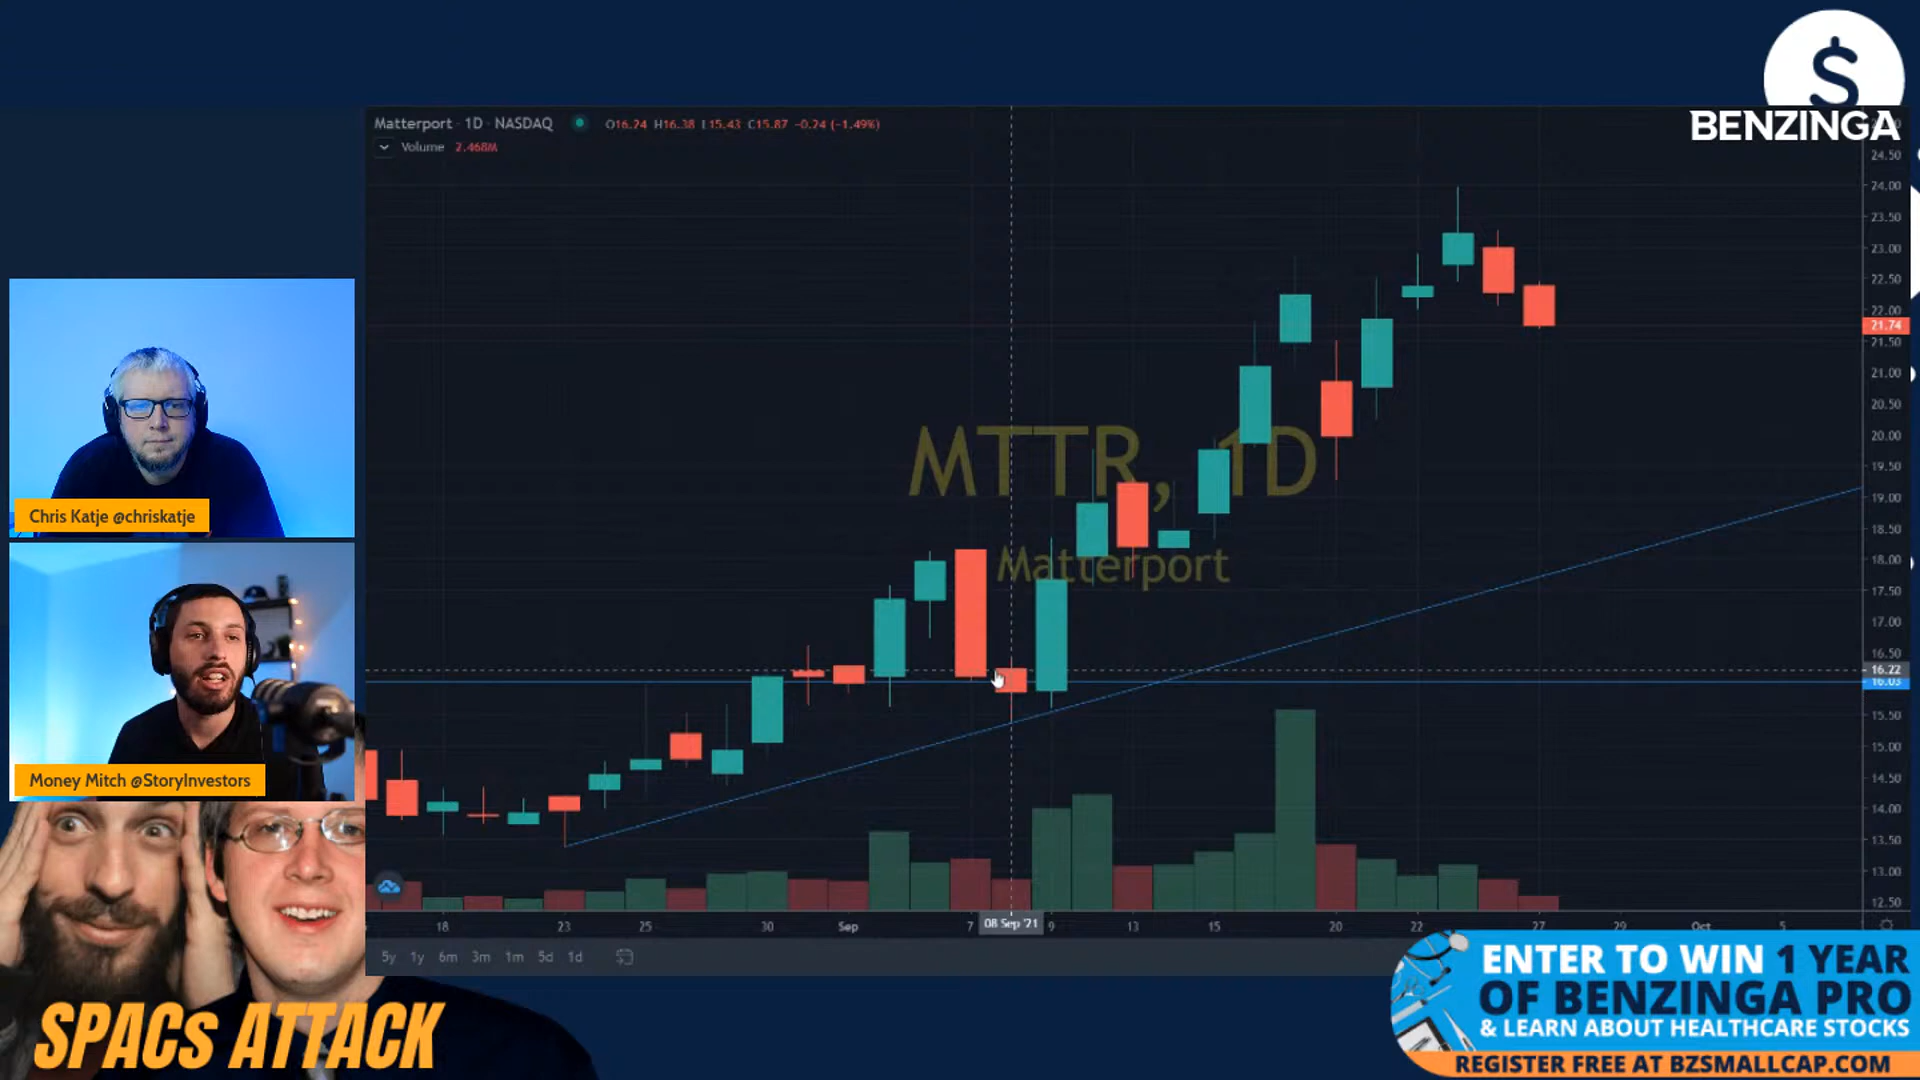 BENZINGA
Matterport · 1D · NASDAQ O16.24 H16.38 L15.43 C15.87 −0.24 (−1.49%)
Volume 2.468M
24.50
24.00
23.50
23.00
22.50
22.00
21.74
21.50
21.00
20.50
20.00
19.50
19.00
18.50
18.00
17.50
17.00
16.50
16.22
16.03
15.50
15.00
14.50
14.00
13.50
13.00
12.50
MTTR, 1D
Matterport
18 23 25 30 Sep 7 08 Sep '21 9 13 15 20 22 27 29 Oct 5
5y 1y 6m 3m 1m 5d 1d
Chris Katje @chriskatje
Money Mitch @StoryInvestors
SPACs ATTACK
ENTER TO WIN 1 YEAR
OF BENZINGA PRO
& LEARN ABOUT HEALTHCARE STOCKS
REGISTER FREE AT BZSMALLCAP.COM